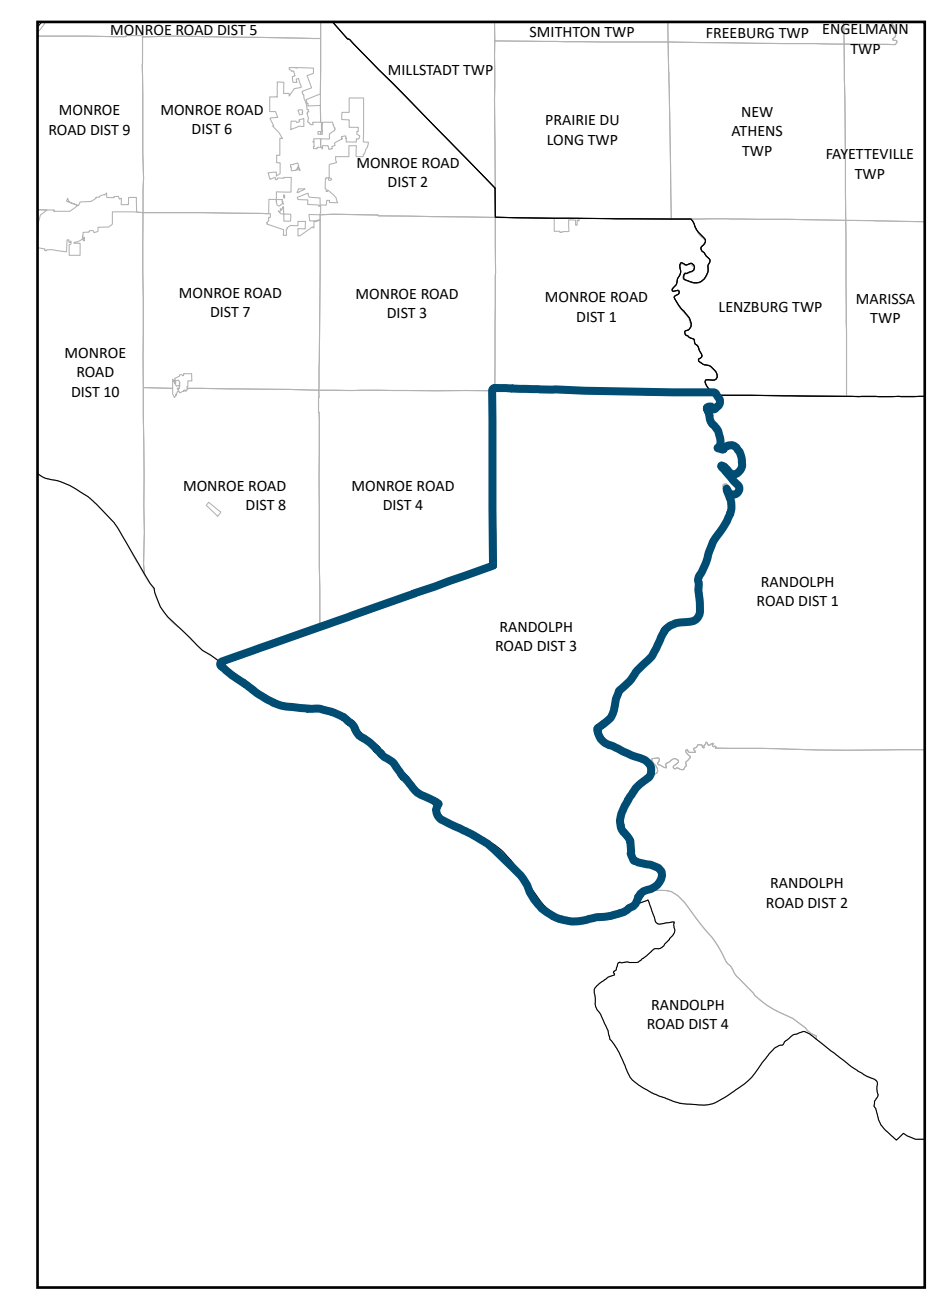 MONROE ROAD DIST 5
SMITHTON TWP
FREEBURG TWP
ENGELMANN
TWP
MILLSTADT TWP
MONROE
ROAD DIST 9
MONROE ROAD
DIST 6
PRAIRIE DU
LONG TWP
NEW
ATHENS
TWP
MONROE ROAD
DIST 2
FAYETTEVILLE
TWP
MONROE ROAD
DIST 7
MONROE ROAD
DIST 3
MONROE ROAD
DIST 1
LENZBURG TWP
MARISSA
TWP
MONROE
ROAD
DIST 10
MONROE ROAD
DIST 8
MONROE ROAD
DIST 4
RANDOLPH
ROAD DIST 1
RANDOLPH
ROAD DIST 3
RANDOLPH
ROAD DIST 2
RANDOLPH
ROAD DIST 4